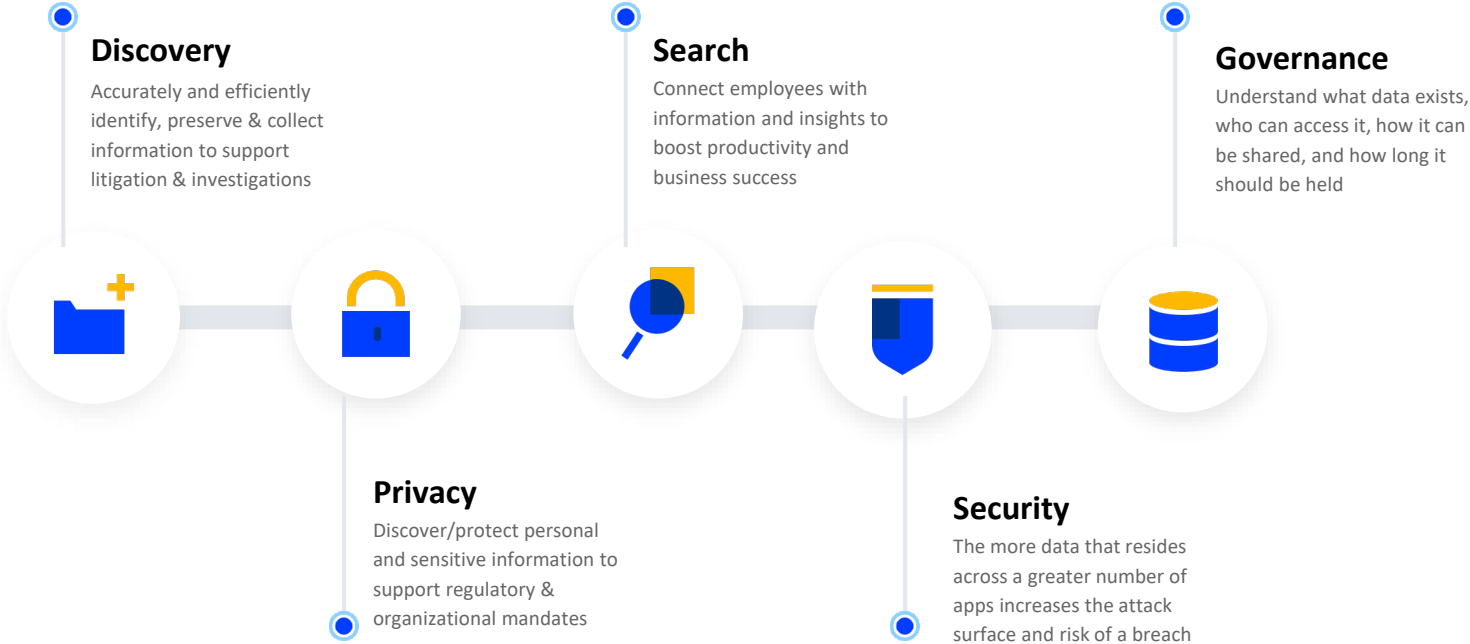 Discovery
Accurately and efficiently
identify, preserve & collect
information to support
litigation & investigations
Search
Connect employees with
information and insights to
boost productivity and
business success
Governance
Understand what data exists,
who can access it, how it can
be shared, and how long it
should be held
Privacy
Discover/protect personal
and sensitive information to
support regulatory &
organizational mandates
Security
The more data that resides
across a greater number of
apps increases the attack
surface and risk of a breach